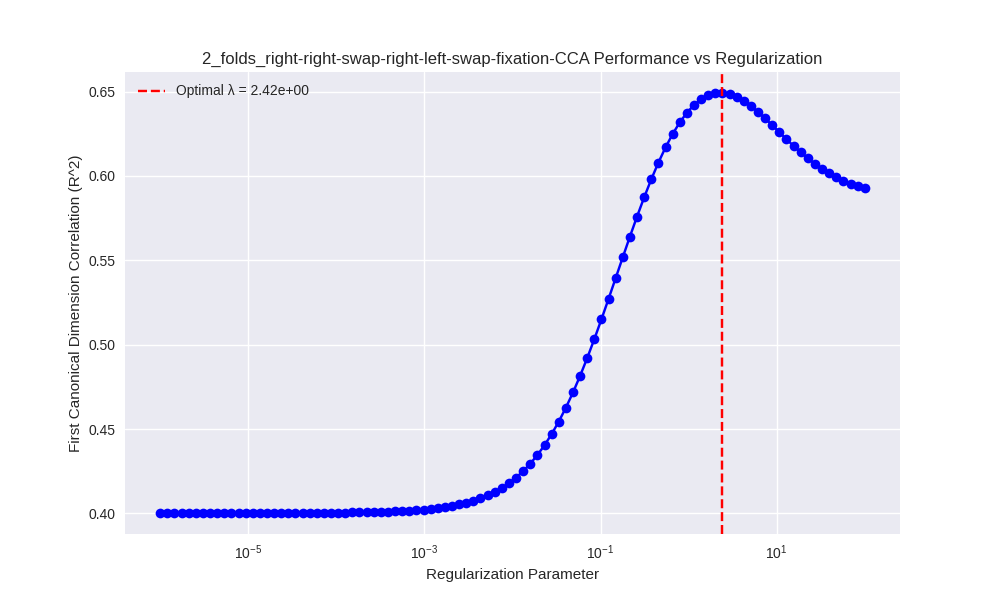 2_folds_right-right-swap-right-left-swap-fixation-CCA Performance vs Regularization
Optimal λ = 2.42e+00
First Canonical Dimension Correlation (R^2)
0.65
0.60
0.55
0.50
0.45
0.40
10⁻⁵
10⁻³
10⁻¹
10¹
Regularization Parameter